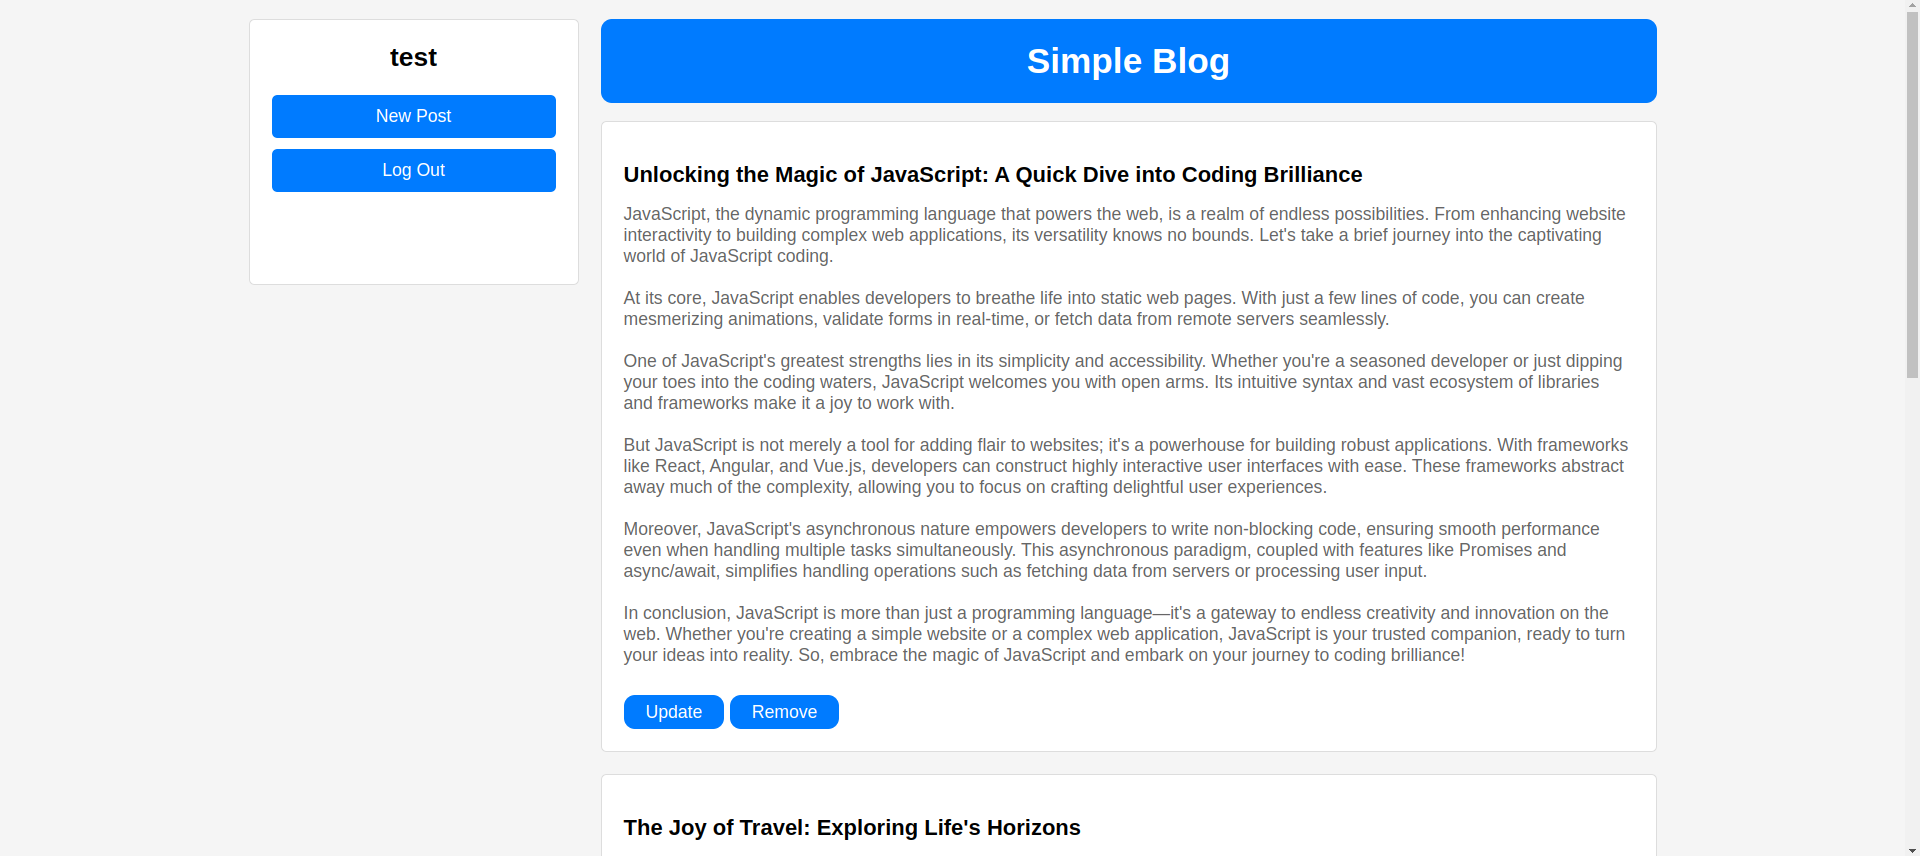 test
New Post
Log Out
Simple Blog
Unlocking the Magic of JavaScript: A Quick Dive into Coding Brilliance
JavaScript, the dynamic programming language that powers the web, is a realm of endless possibilities. From enhancing website
interactivity to building complex web applications, its versatility knows no bounds. Let's take a brief journey into the captivating
world of JavaScript coding.
At its core, JavaScript enables developers to breathe life into static web pages. With just a few lines of code, you can create
mesmerizing animations, validate forms in real-time, or fetch data from remote servers seamlessly.
One of JavaScript's greatest strengths lies in its simplicity and accessibility. Whether you're a seasoned developer or just dipping
your toes into the coding waters, JavaScript welcomes you with open arms. Its intuitive syntax and vast ecosystem of libraries
and frameworks make it a joy to work with.
But JavaScript is not merely a tool for adding flair to websites; it's a powerhouse for building robust applications. With frameworks
like React, Angular, and Vue.js, developers can construct highly interactive user interfaces with ease. These frameworks abstract
away much of the complexity, allowing you to focus on crafting delightful user experiences.
Moreover, JavaScript's asynchronous nature empowers developers to write non-blocking code, ensuring smooth performance
even when handling multiple tasks simultaneously. This asynchronous paradigm, coupled with features like Promises and
async/await, simplifies handling operations such as fetching data from servers or processing user input.
In conclusion, JavaScript is more than just a programming language—it's a gateway to endless creativity and innovation on the
web. Whether you're creating a simple website or a complex web application, JavaScript is your trusted companion, ready to turn
your ideas into reality. So, embrace the magic of JavaScript and embark on your journey to coding brilliance!
Update
Remove
The Joy of Travel: Exploring Life's Horizons